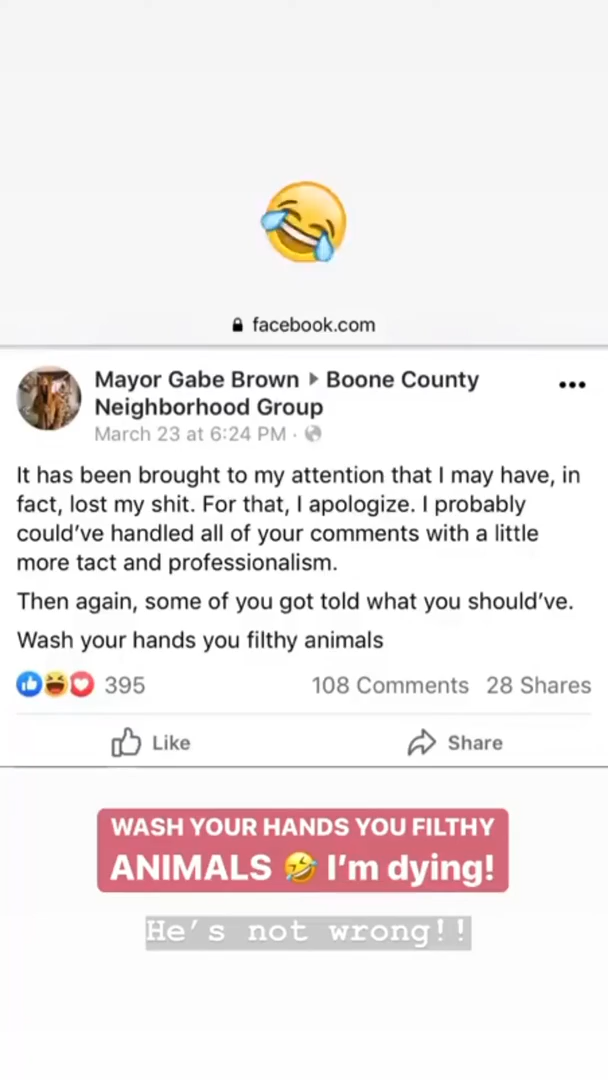 facebook.com
Mayor Gabe Brown ▸ Boone County
Neighborhood Group
March 23 at 6:24 PM ·
It has been brought to my attention that I may have, in
fact, lost my shit. For that, I apologize. I probably
could've handled all of your comments with a little
more tact and professionalism.
Then again, some of you got told what you should've.
Wash your hands you filthy animals
395
108 Comments 28 Shares
Like
Share
WASH YOUR HANDS YOU FILTHY
ANIMALS 🤣 I'm dying!
He's not wrong!!